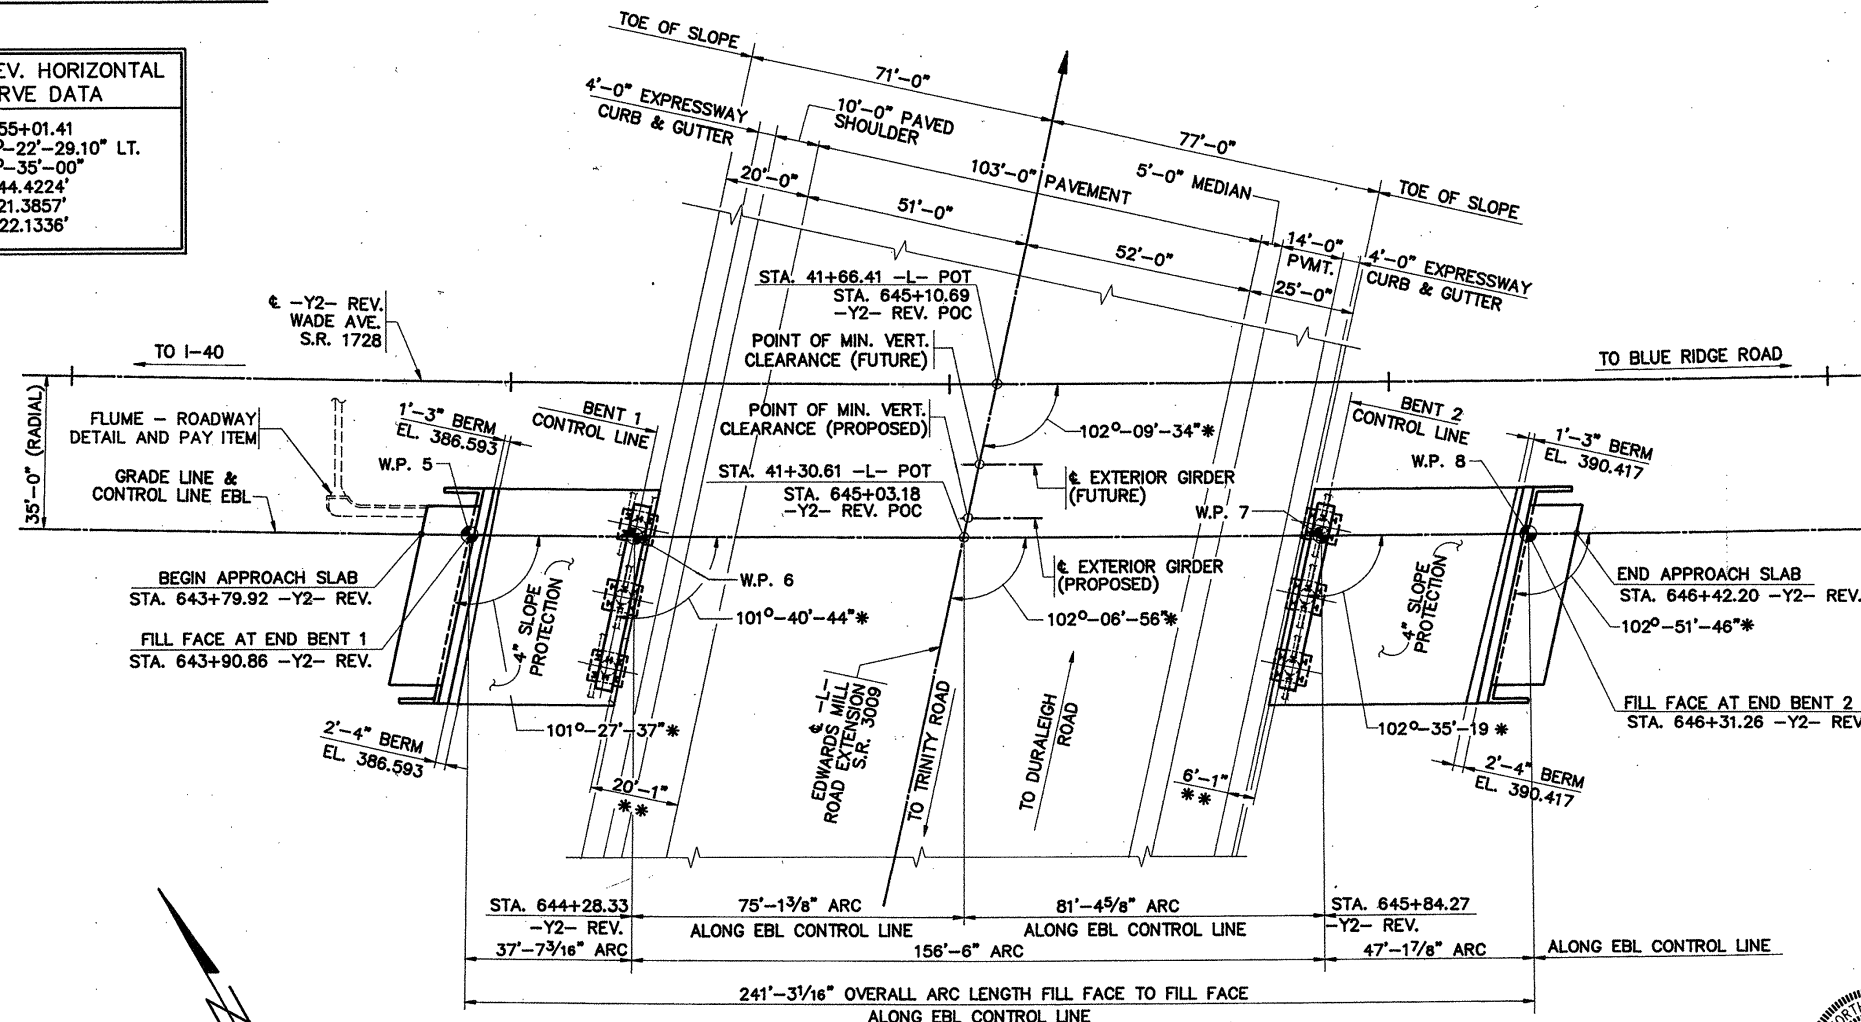 TOE OF SLOPE
71'-0"
4'-0" EXPRESSWAY
CURB & GUTTER
10'-0" PAVED
SHOULDER
77'-0"
103'-0" PAVEMENT
5'-0" MEDIAN
TOE OF SLOPE
20'-0"
51'-0"
52'-0"
14'-0"
PVMT.
25'-0"
4'-0" EXPRESSWAY
CURB & GUTTER
EV. HORIZONTAL
RVE DATA
55+01.41
-22'-29.10" LT.
-35'-00"
44.4224'
21.3857'
22.1336'
STA. 41+66.41 -L- POT
STA. 645+10.69
-Y2- REV. POC
℄ -Y2- REV.
WADE AVE.
S.R. 1728
TO I-40
POINT OF MIN. VERT.
CLEARANCE (FUTURE)
TO BLUE RIDGE ROAD
35'-0" (RADIAL)
FLUME - ROADWAY
DETAIL AND PAY ITEM
1'-3" BERM
EL. 386.593
BENT 1
CONTROL LINE
POINT OF MIN. VERT.
CLEARANCE (PROPOSED)
102º-09'-34"*
BENT 2
CONTROL LINE
1'-3" BERM
EL. 390.417
W.P. 5
W.P. 8
GRADE LINE &
CONTROL LINE EBL
STA. 41+30.61 -L- POT
STA. 645+03.18
-Y2- REV. POC
℄ EXTERIOR GIRDER
(FUTURE)
W.P. 7
BEGIN APPROACH SLAB
STA. 643+79.92 -Y2- REV.
W.P. 6
℄ EXTERIOR GIRDER
(PROPOSED)
END APPROACH SLAB
STA. 646+42.20 -Y2- REV.
4" SLOPE
PROTECTION
101º-40'-44"*
102º-06'-56"*
4" SLOPE
PROTECTION
102º-51'-46"*
FILL FACE AT END BENT 1
STA. 643+90.86 -Y2- REV.
FILL FACE AT END BENT 2
STA. 646+31.26 -Y2- REV
101º-27'-37"*
102º-35'-19 *
2'-4" BERM
EL. 386.593
℄ -L-
EDWARDS MILL
ROAD EXTENSION
S.R. 3009
TO TRINITY ROAD
TO DURALEIGH
ROAD
2'-4" BERM
EL. 390.417
20'-1"
**
6'-1"
**
STA. 644+28.33
-Y2- REV.
75'-1 3/8" ARC
ALONG EBL CONTROL LINE
81'-4 5/8" ARC
ALONG EBL CONTROL LINE
STA. 645+84.27
-Y2- REV.
37'-7 3/16" ARC
156'-6" ARC
47'-1 7/8" ARC
ALONG EBL CONTROL LINE
241'-3 1/16" OVERALL ARC LENGTH FILL FACE TO FILL FACE
ALONG EBL CONTROL LINE